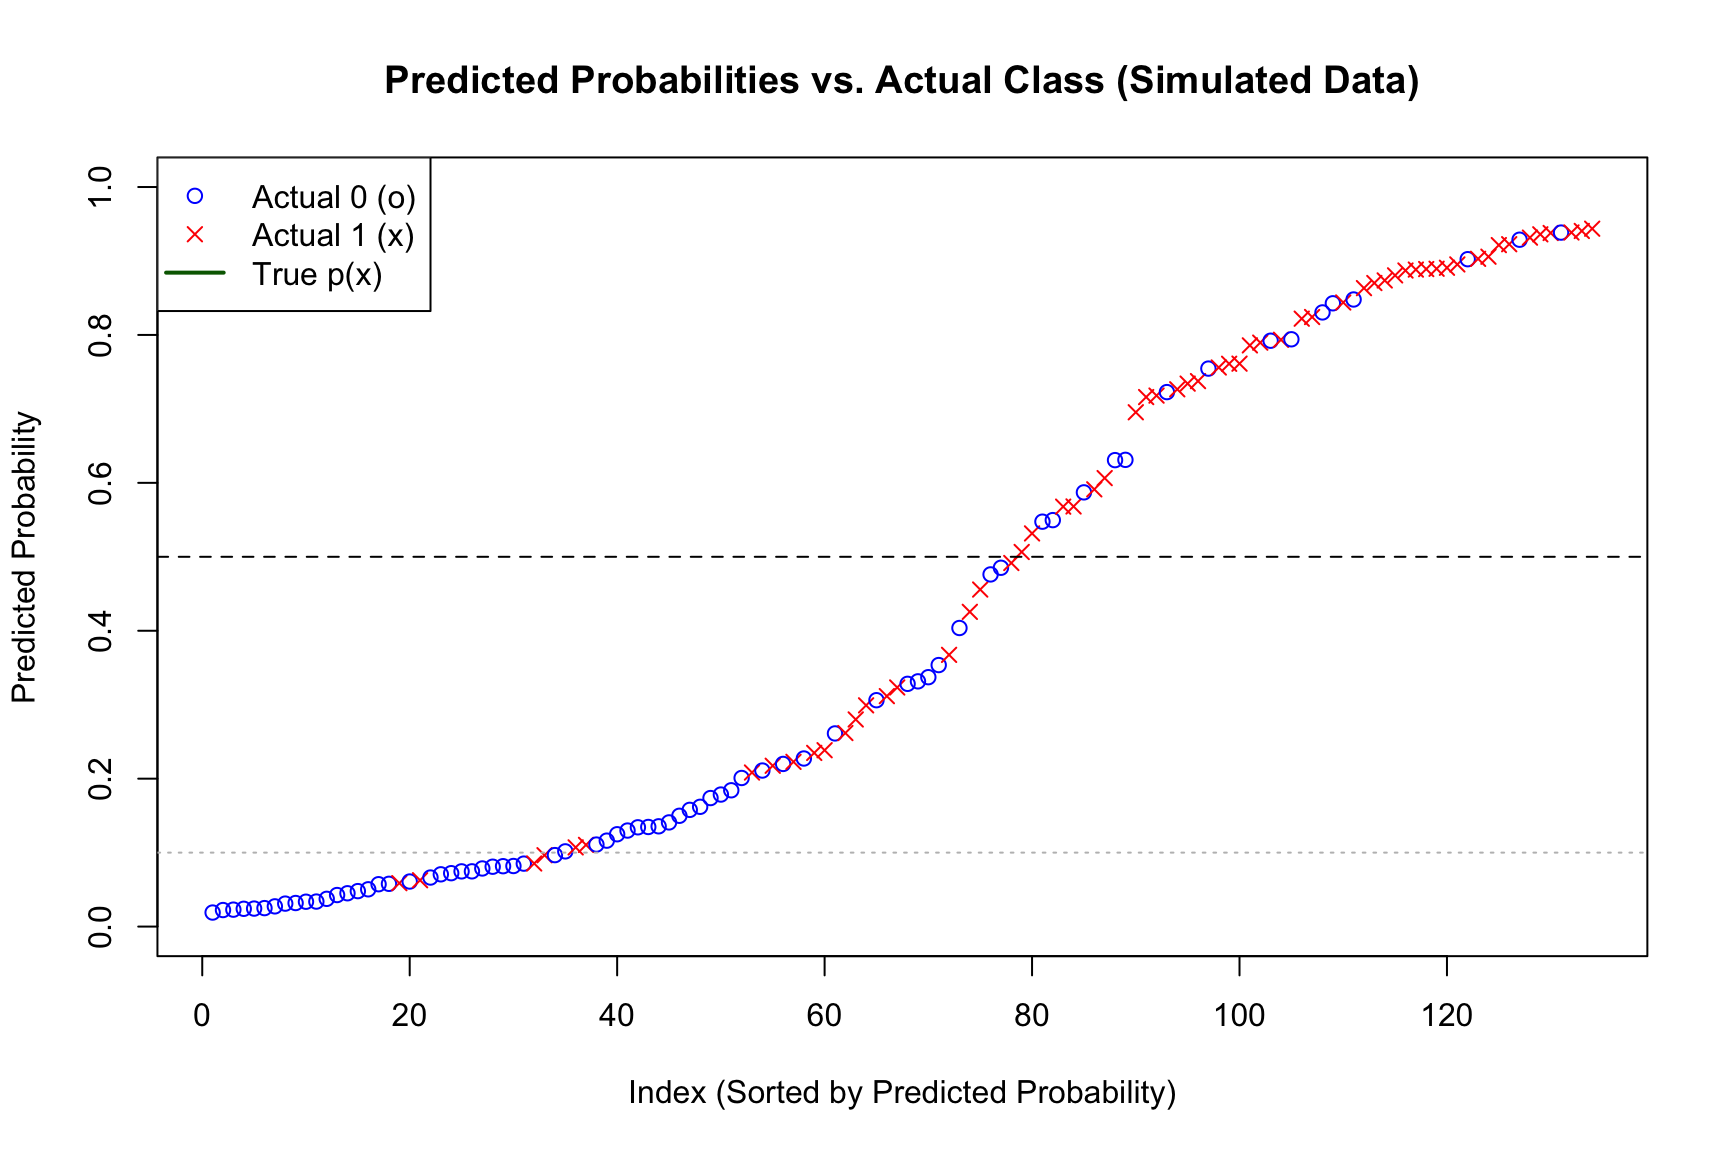 Predicted Probabilities vs. Actual Class (Simulated Data)
Actual 0 (o)
Actual 1 (x)
True p(x)
Predicted Probability
1.0
0.8
0.6
0.4
0.2
0.0
0 20 40 60 80 100 120
Index (Sorted by Predicted Probability)